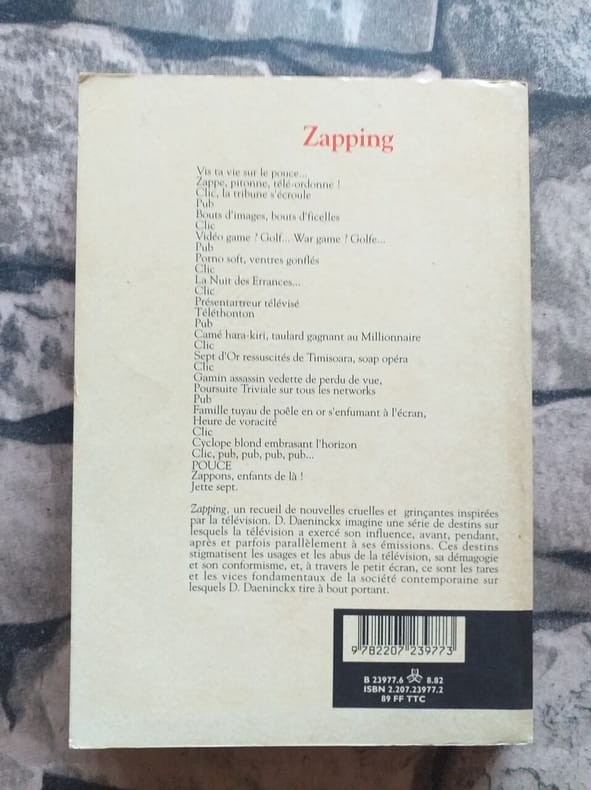 Zapping
Vis ta vie sur le pouce...
Zappe, pitonne, télé-ordonne !
Clic, la tribune s'écroule
Pub
Bouts d'images, bouts d'ficelles
Clic
Vidéo game ? Golf... War game ? Golfe...
Pub
Porno soft, ventres gonflés
Clic
La Nuit des Errances...
Clic
Présentartreur télévisé
Téléthonton
Pub
Camé hara-kiri, taulard gagnant au Millionnaire
Clic
Sept d'Or ressuscités de Timisoara, soap opéra
Clic
Gamin assassin vedette de perdu de vue,
Poursuite Triviale sur tous les networks
Pub
Famille tuyau de poêle en or s'enfumant à l'écran,
Heure de voracité
Clic
Cyclope blond embrasant l'horizon
Clic, pub, pub, pub, pub...
POUCE
Zappons, enfants de là !
Jette sept.
Zapping, un recueil de nouvelles cruelles et grinçantes inspirées
par la télévision. D. Daeninckx imagine une série de destins sur
lesquels la télévision a exercé son influence, avant, pendant,
après et parfois parallèlement à ses émissions. Ces destins
stigmatisent les usages et les abus de la télévision, sa démagogie
et son conformisme, et, à travers le petit écran, ce sont les tares
et les vices fondamentaux de la société contemporaine sur
lesquels D. Daeninckx tire à bout portant.
9 782207 239773
B 23977.6 8.82
ISBN 2.207.23977.2
89 FF TTC